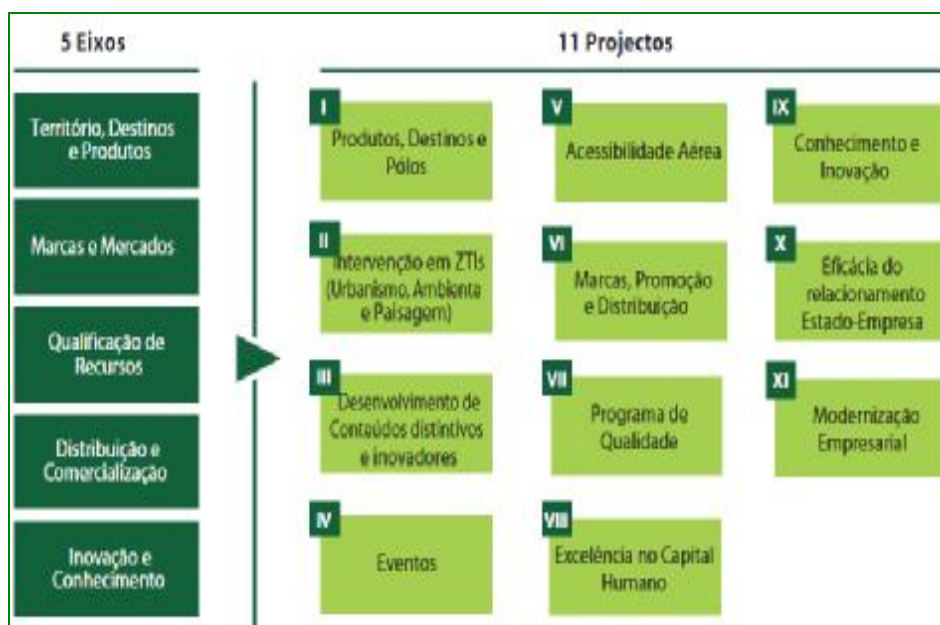 5 Eixos
Território, Destinos
e Produtos
Marcas e Mercados
Qualificação de
Recursos
Distribuição e
Comercialização
Inovação e
Conhecimento
11 Projectos
I
Produtos, Destinos e
Pólos
II
Intervenção em ZTIs
(Urbanismo, Ambiente
e Paisagem)
III
Desenvolvimento de
Conteúdos distintivos
e inovadores
IV
Eventos
V
Acessibilidade Aérea
VI
Marcas, Promoção
e Distribuição
VII
Programa de
Qualidade
VIII
Excelência no Capital
Humano
IX
Conhecimento e
Inovação
X
Eficácia do
relacionamento
Estado-Empresa
XI
Modernização
Empresarial